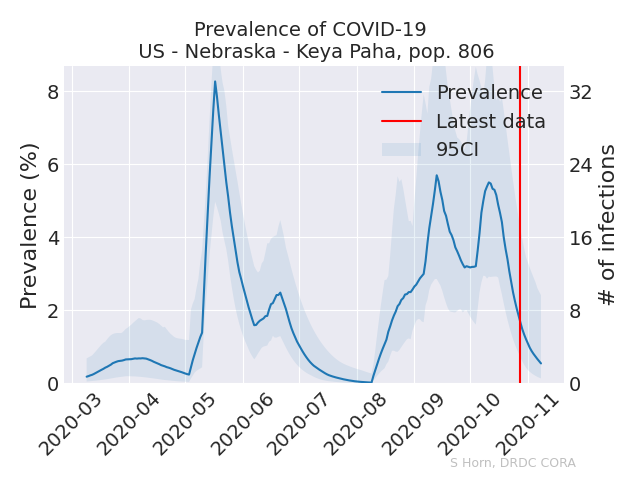 Prevalence of COVID-19
US - Nebraska - Keya Paha, pop. 806
Prevalence (%)
8
6
4
2
0
Prevalence
Latest data
95CI
32
24
16
8
0
# of infections
2020-03
2020-04
2020-05
2020-06
2020-07
2020-08
2020-09
2020-10
2020-11
S Horn, DRDC CORA